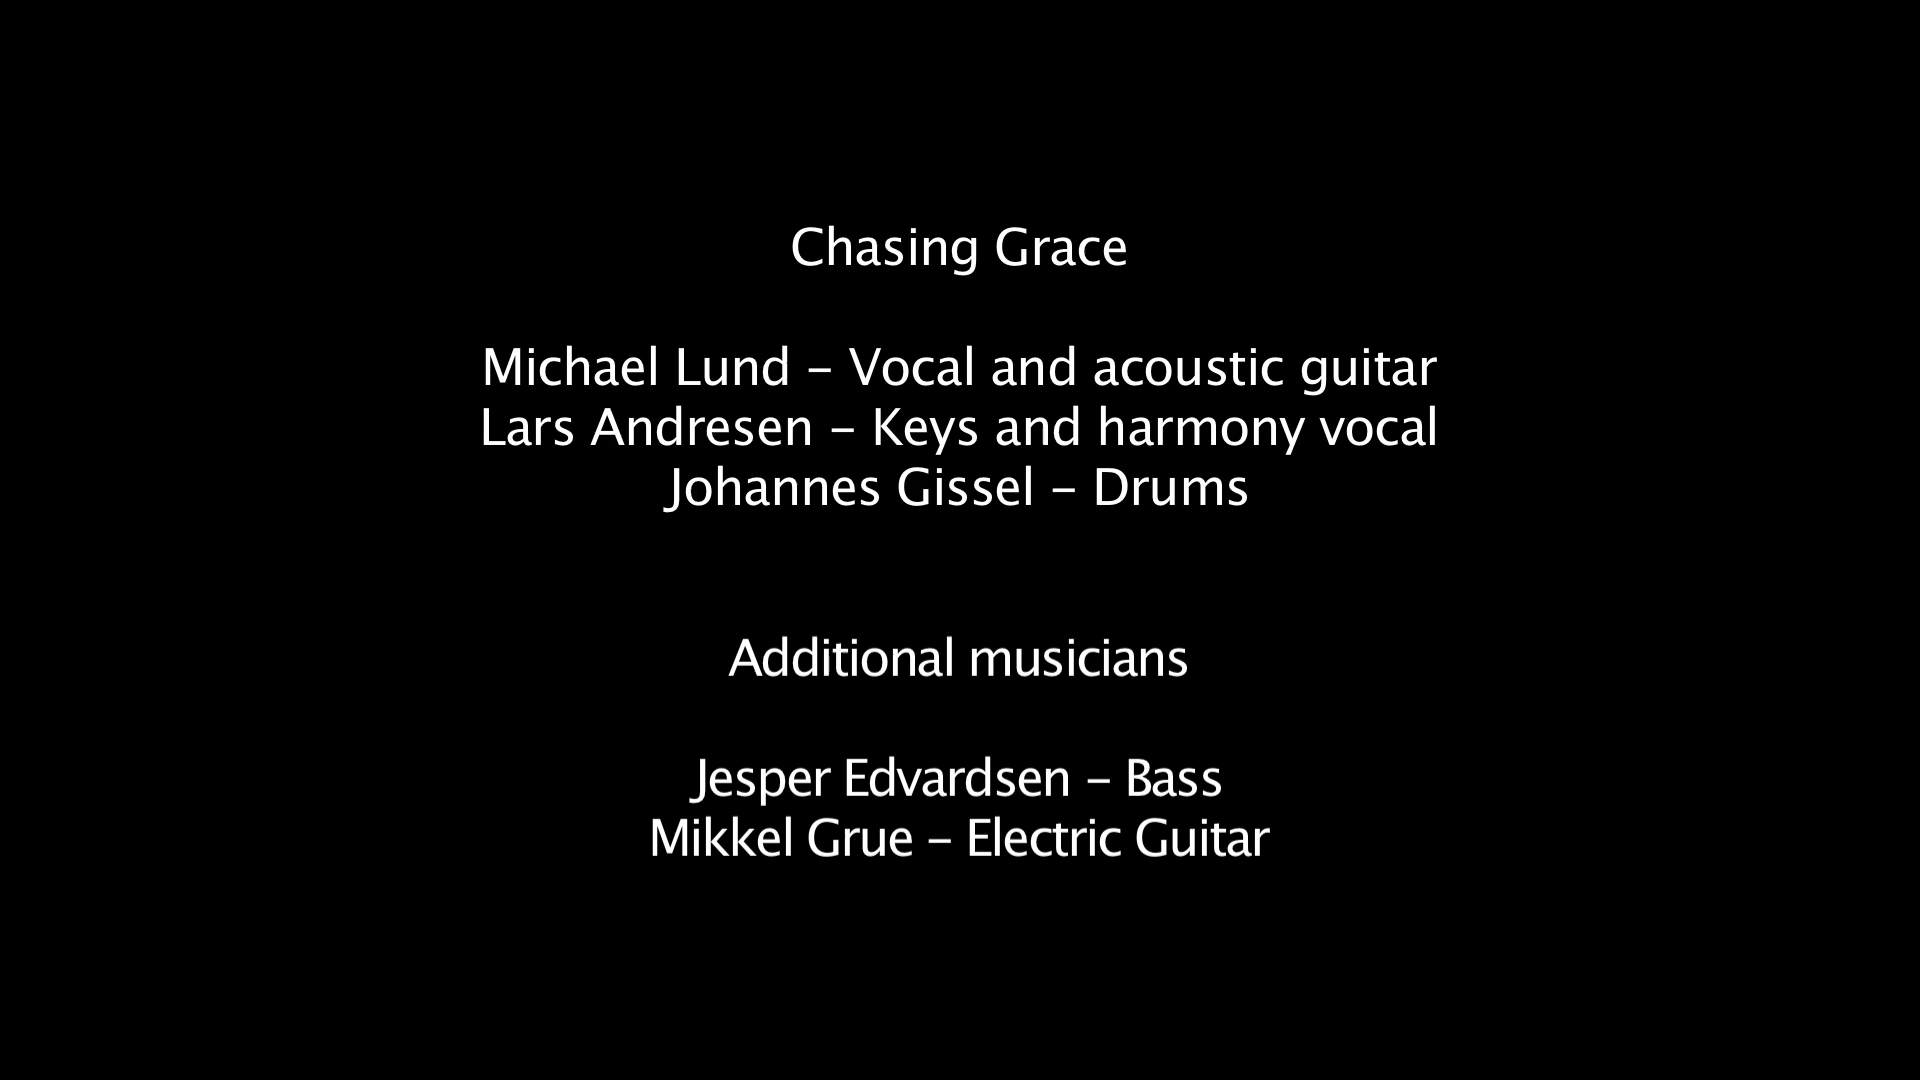 Chasing Grace
Michael Lund – Vocal and acoustic guitar
Lars Andresen – Keys and harmony vocal
Johannes Gissel – Drums
Additional musicians
Jesper Edvardsen – Bass
Mikkel Grue – Electric Guitar